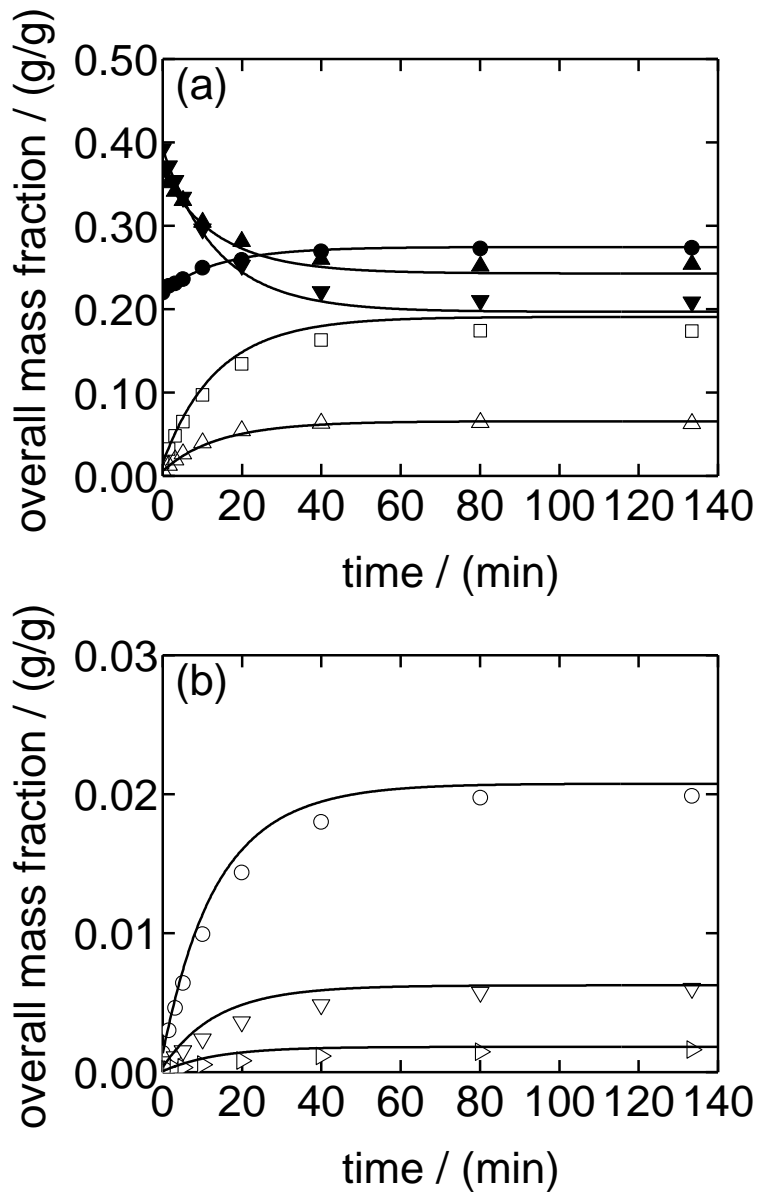 overall mass fraction / (g/g)
0.50
(a)
0.40
0.30
0.20
0.10
0.00
0 20 40 60 80 100 120 140
time / (min)
overall mass fraction / (g/g)
0.03
(b)
0.02
0.01
0.00
0 20 40 60 80 100 120 140
time / (min)